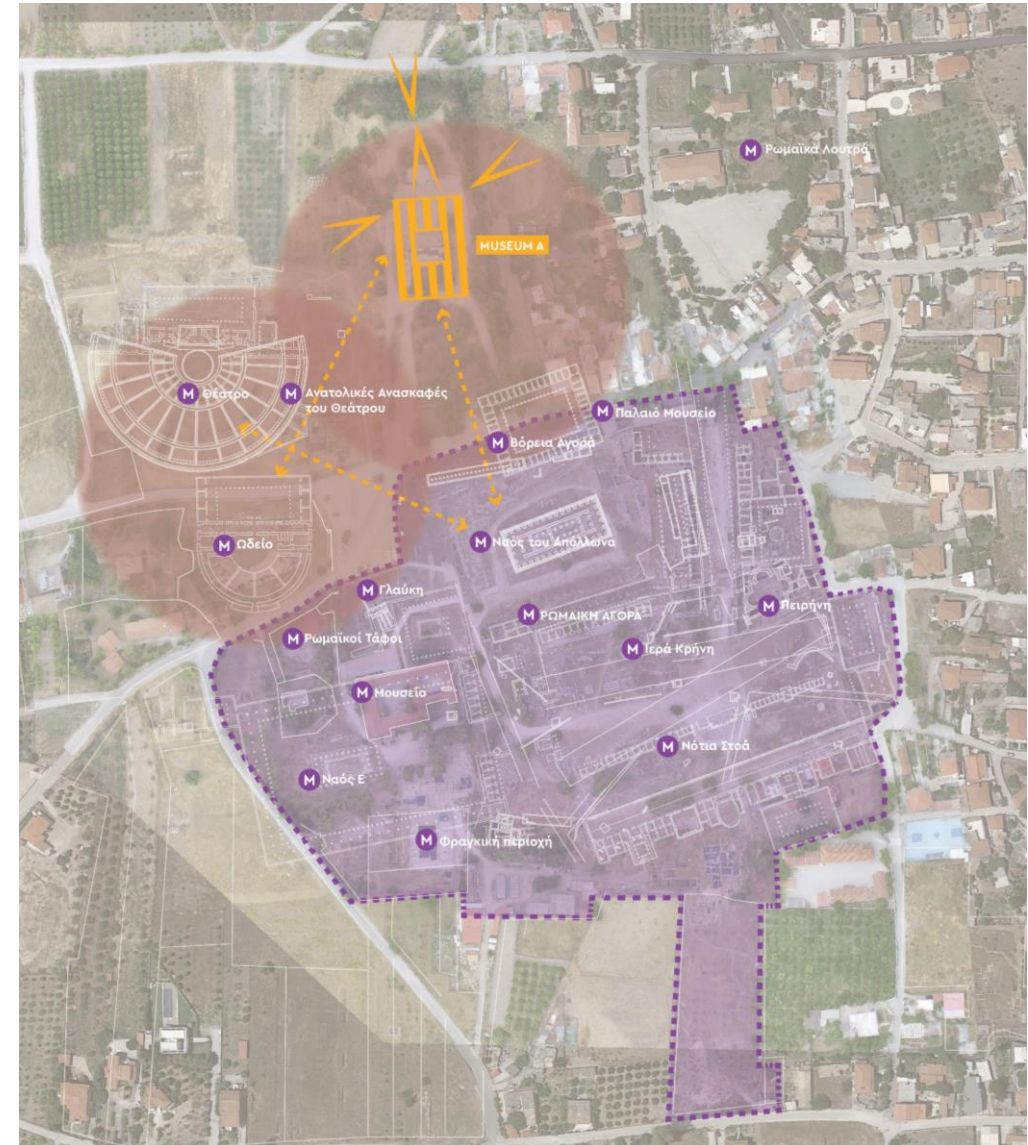 M Ρωμαϊκά Λουτρά
MUSEUM A
M Θέατρο
M Ανατολικές Ανασκαφές
του Θεάτρου
M Παλαιό Μουσείο
M Βόρεια Αγορά
M Ωδείο
M Ναός του Απόλλωνα
M Γλαύκη
M Πειρήνη
M ΡΩΜΑΙΚΗ ΑΓΟΡΑ
M Ρωμαϊκοί Τάφοι
M Ιερά Κρήνη
M Μουσείο
M Νότια Στοά
M Ναός Ε
M Φραγκική περιοχή